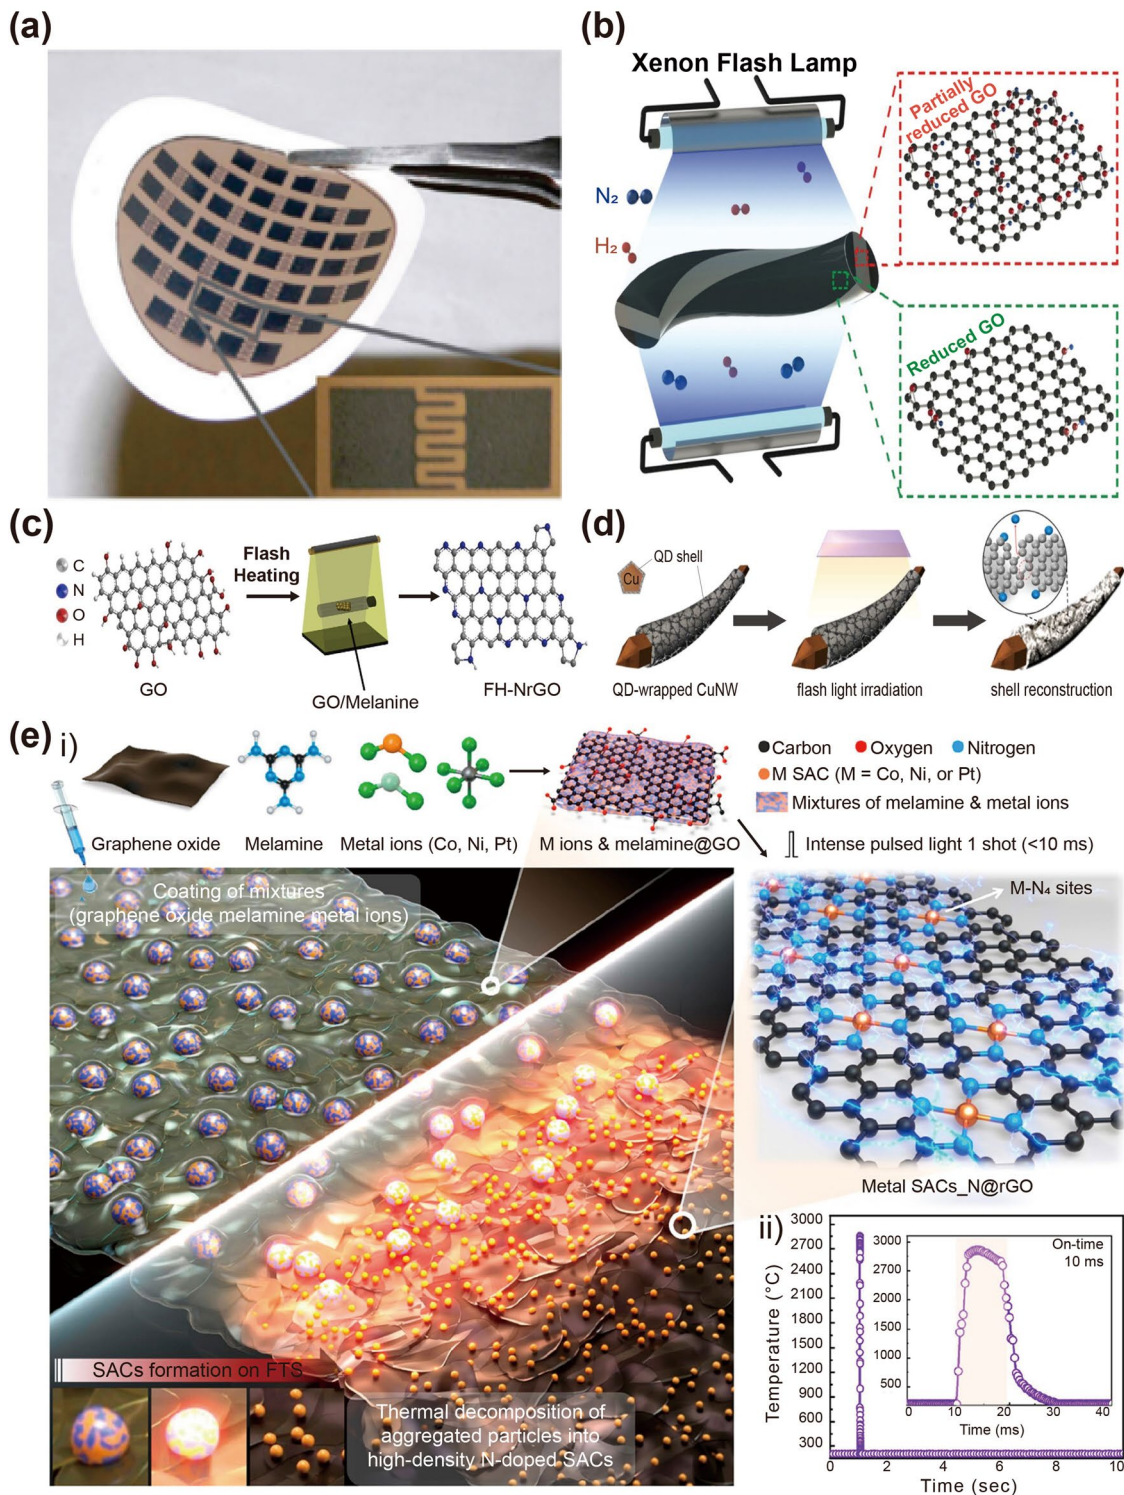 (a)
(b)
Xenon Flash Lamp
N₂
H₂
Partially
reduced GO
Reduced GO
(c)
C
N
O
H
GO
Flash
Heating
GO/Melanine
FH-NrGO
(d)
Cu
QD shell
QD-wrapped CuNW
flash light irradiation
shell reconstruction
(e)
i)
Graphene oxide
Melamine
Metal ions (Co, Ni, Pt)
M ions & melamine@GO
Carbon
Oxygen
Nitrogen
M SAC (M = Co, Ni, or Pt)
Mixtures of melamine & metal ions
Intense pulsed light 1 shot (<10 ms)
Coating of mixtures
(graphene oxide melamine metal ions)
M-N₄ sites
Metal SACs_N@rGO
SACs formation on FTS
Thermal decomposition of
aggregated particles into
high-density N-doped SACs
ii)
Temperature (°C)
3000
2700
2400
2100
1800
1500
1200
900
600
300
0
2
4
6
8
10
Time (sec)
On-time
10 ms
3000
2700
2000
1500
1000
500
0
10
20
30
40
Time (ms)